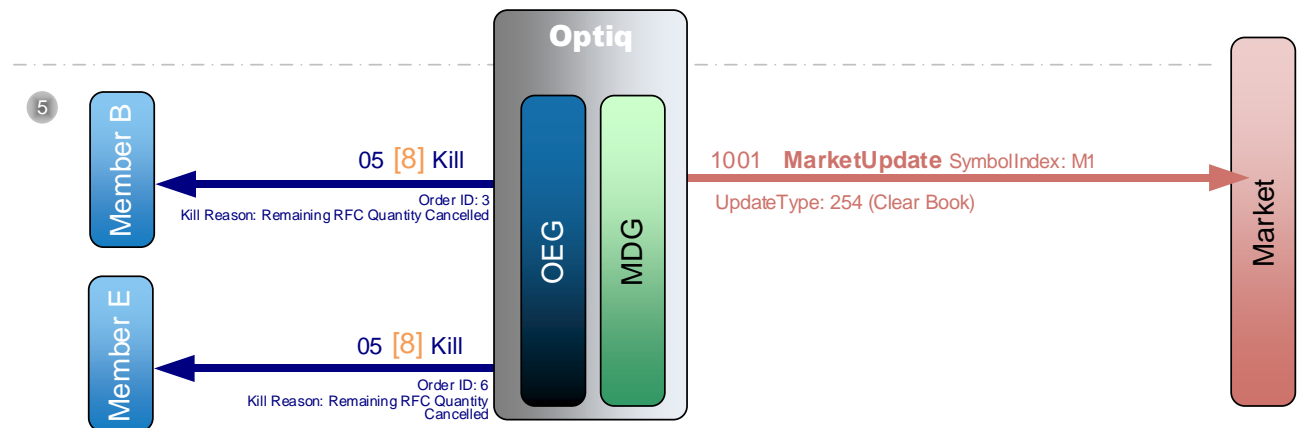 Optiq
5
Member B
05 [8] Kill
Order ID: 3
Kill Reason: Remaining RFC Quantity Cancelled
OEG
MDG
1001 MarketUpdate SymbolIndex: M1
UpdateType: 254 (Clear Book)
Market
Member E
05 [8] Kill
Order ID: 6
Kill Reason: Remaining RFC Quantity
Cancelled